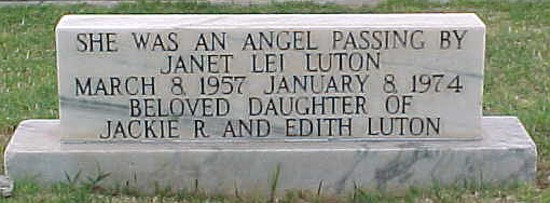 SHE WAS AN ANGEL PASSING BY
JANET LEI LUTON
MARCH 8, 1957 JANUARY 8, 1974
BELOVED DAUGHTER OF
JACKIE R. AND EDITH LUTON